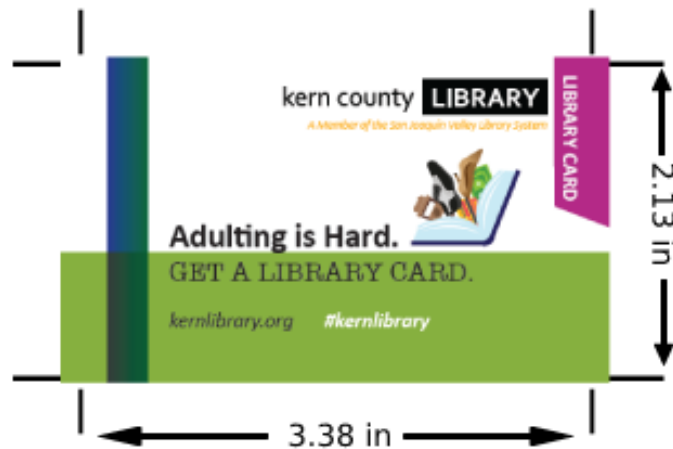 kern county LIBRARY
A Member of the San Joaquin Valley Library System
LIBRARY CARD
Adulting is Hard.
GET A LIBRARY CARD.
kernlibrary.org #kernlibrary
2.13 in
3.38 in